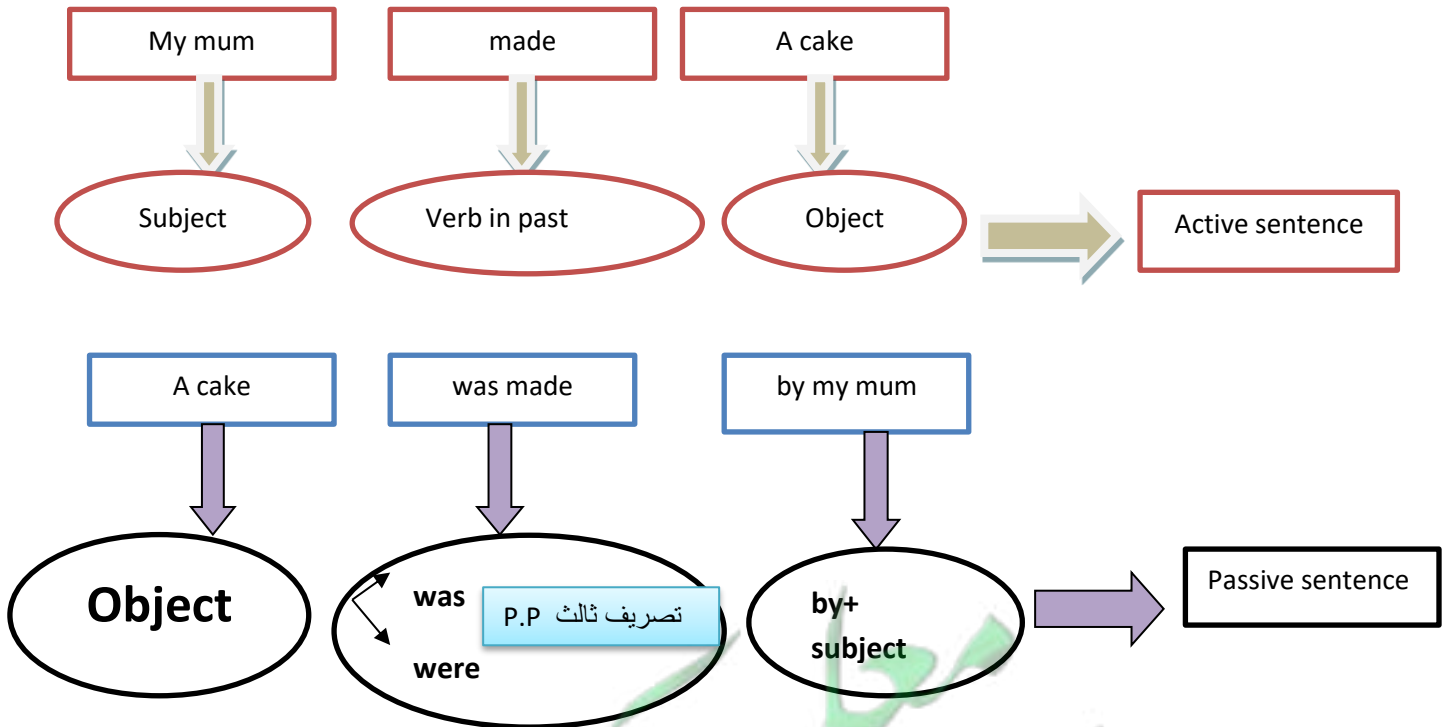 My mum made A cake
Subject Verb in past Object Active sentence
A cake was made by my mum
Object was were P.P تصريف ثالث by+ subject Passive sentence